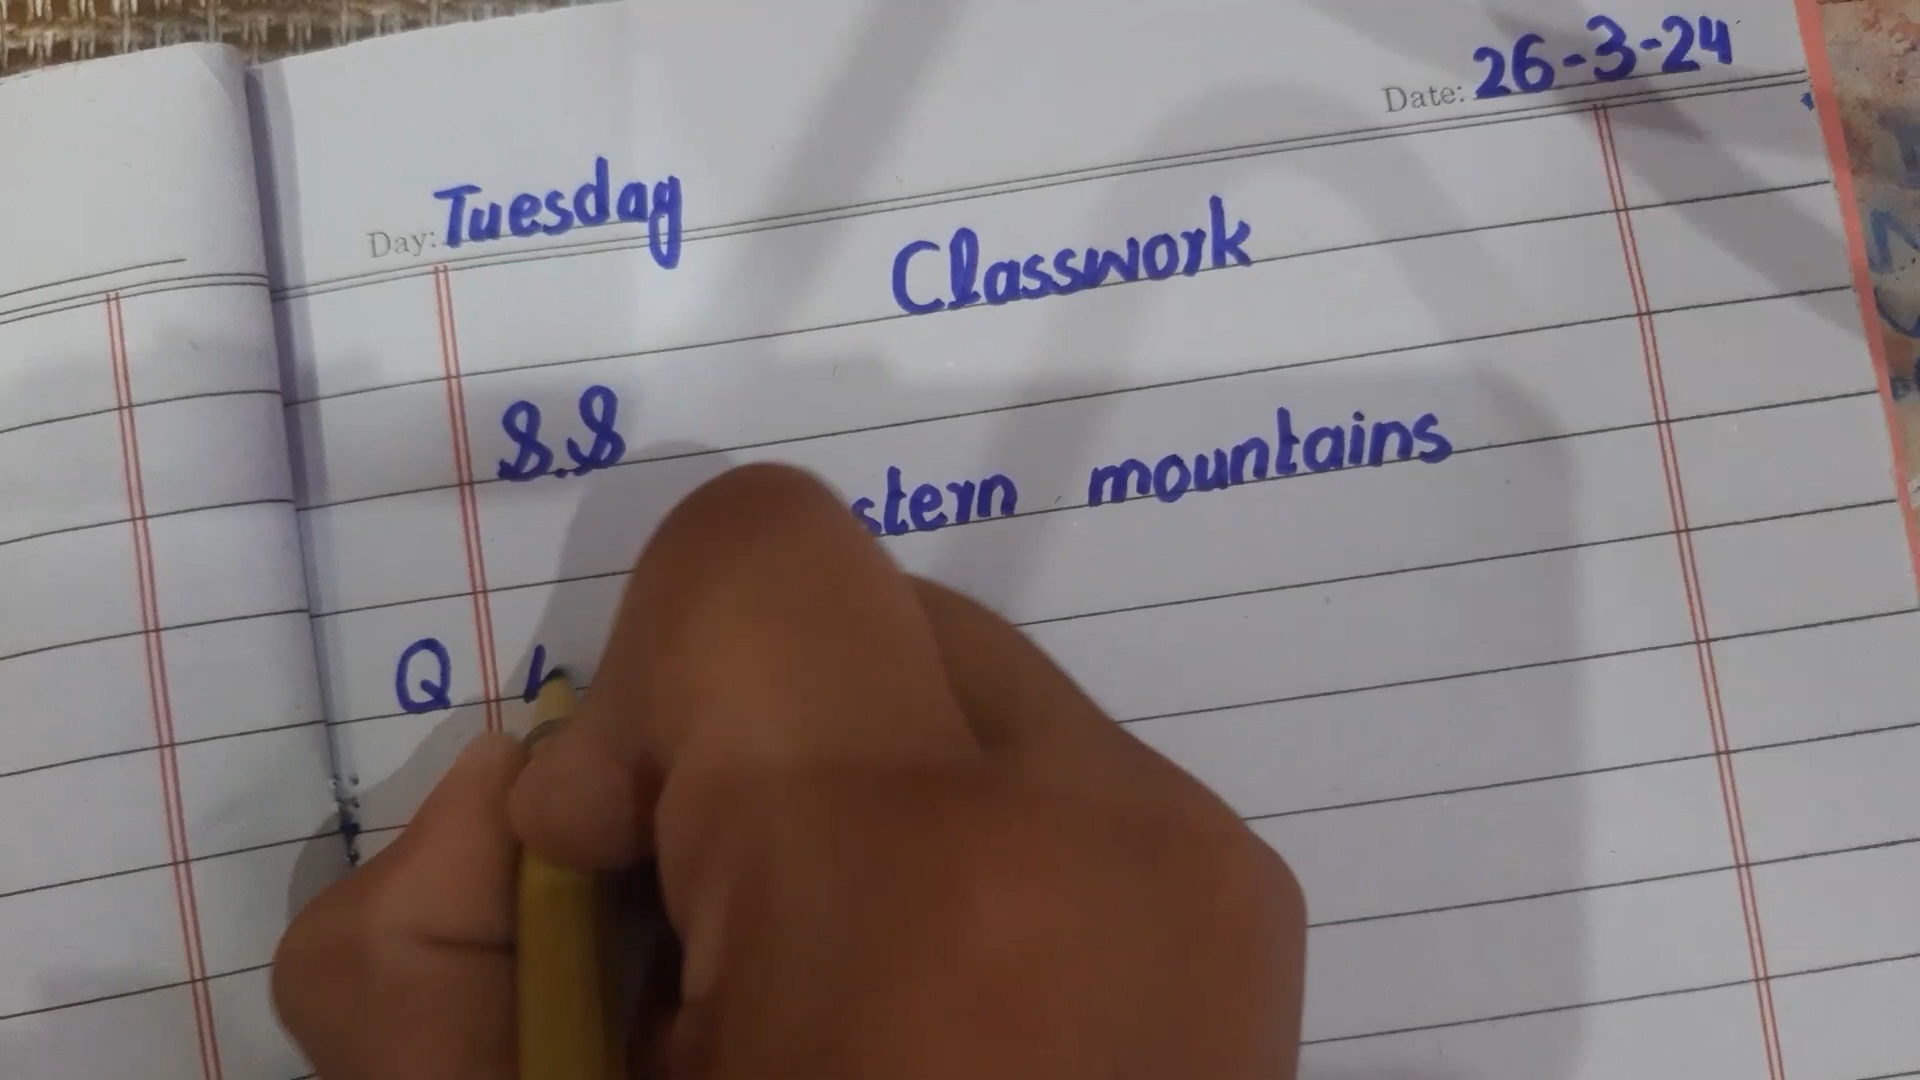 Date: 26-3-24
Day: Tuesday
Classwork
S.S
stern mountains
Q